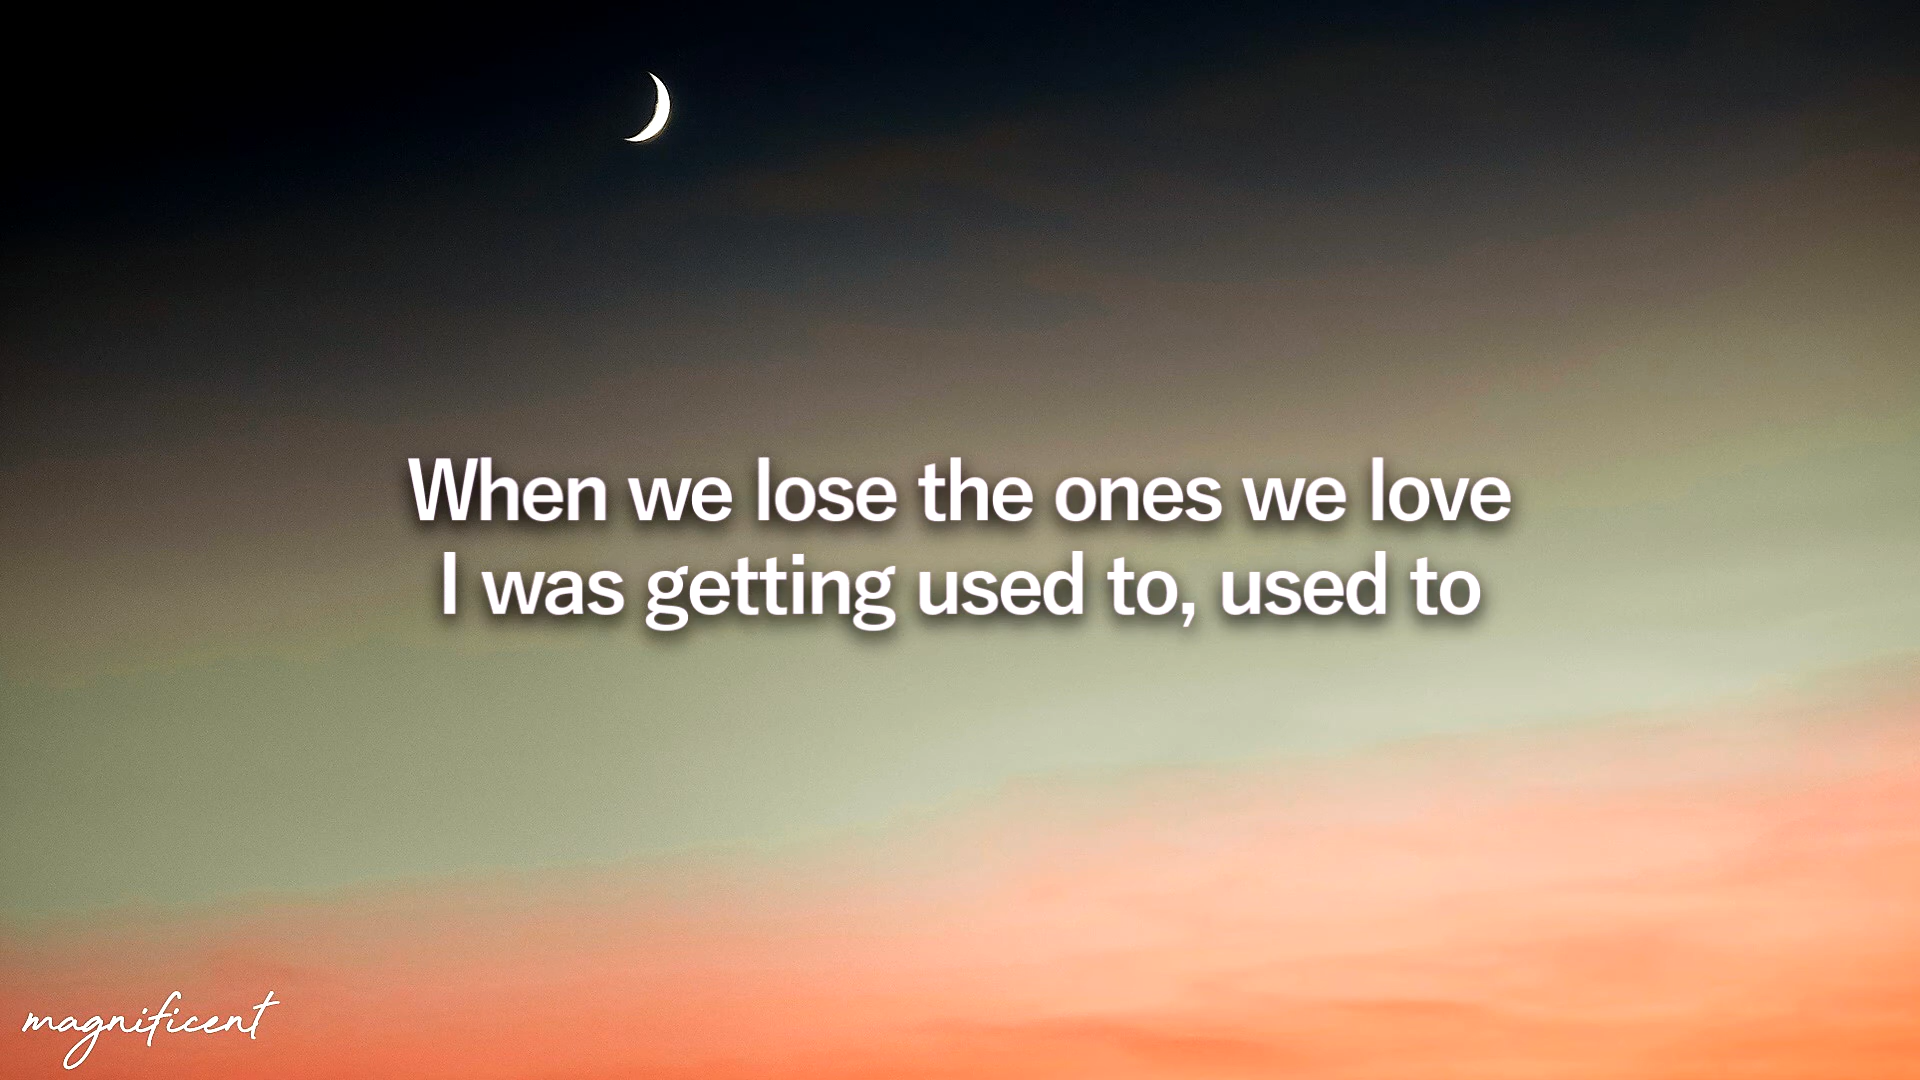 When we lose the ones we love
I was getting used to, used to
magnificent